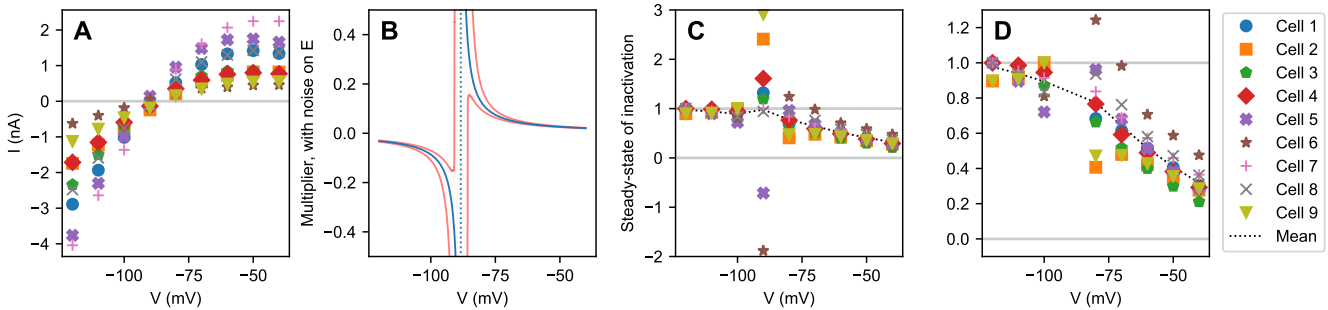 A
I (nA)
2
1
0
−1
−2
−3
−4
−100
−75
−50
V (mV)
B
Multiplier, with noise on E
0.4
0.2
0.0
−0.2
−0.4
−100
−75
−50
V (mV)
C
Steady-state of inactivation
3
2
1
0
−1
−2
−100
−75
−50
V (mV)
D
1.2
1.0
0.8
0.6
0.4
0.2
0.0
−100
−75
−50
V (mV)
Cell 1
Cell 2
Cell 3
Cell 4
Cell 5
Cell 6
Cell 7
Cell 8
Cell 9
Mean